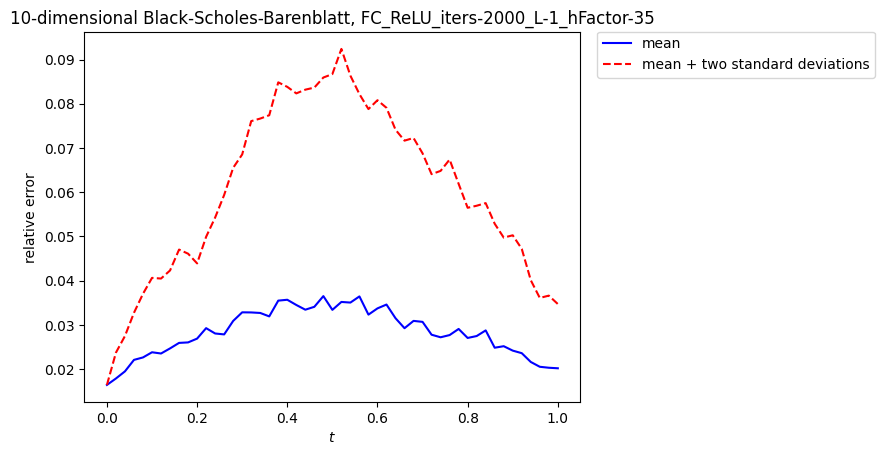 10-dimensional Black-Scholes-Barenblatt, FC_ReLU_iters-2000_L-1_hFactor-35
mean
mean + two standard deviations
relative error
0.09
0.08
0.07
0.06
0.05
0.04
0.03
0.02
0.0 0.2 0.4 0.6 0.8 1.0
t